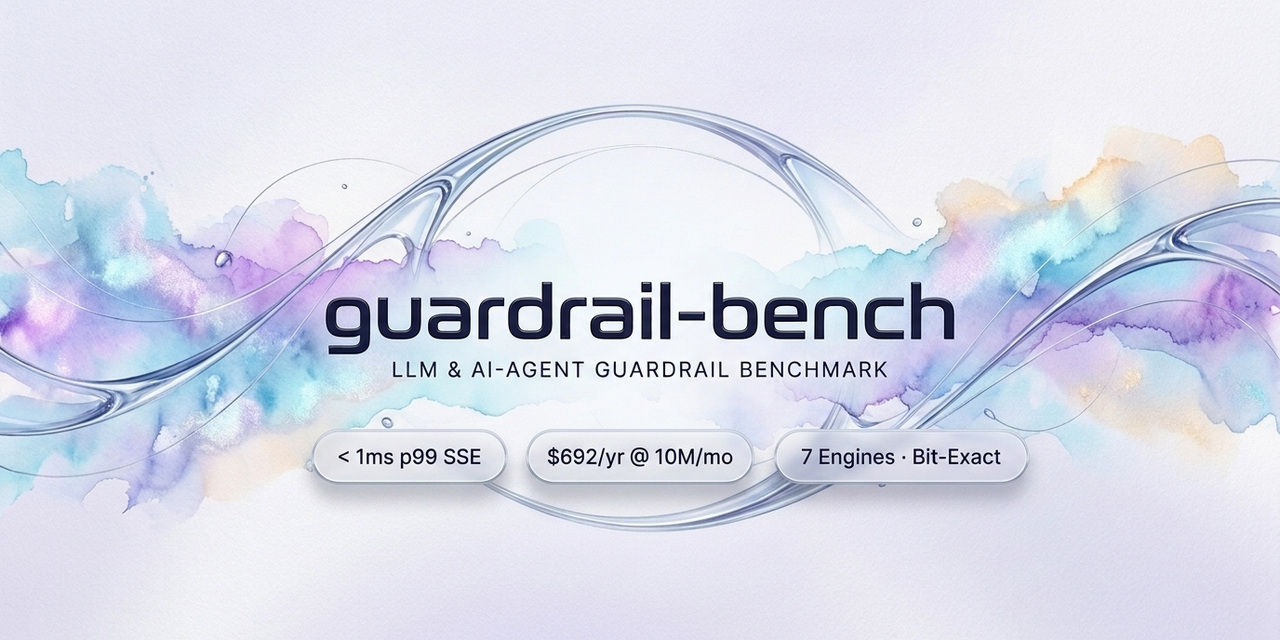 guardrail-bench
LLM & AI-AGENT GUARDRAIL BENCHMARK
< 1ms p99 SSE
$692/yr @ 10M/mo
7 Engines · Bit-Exact